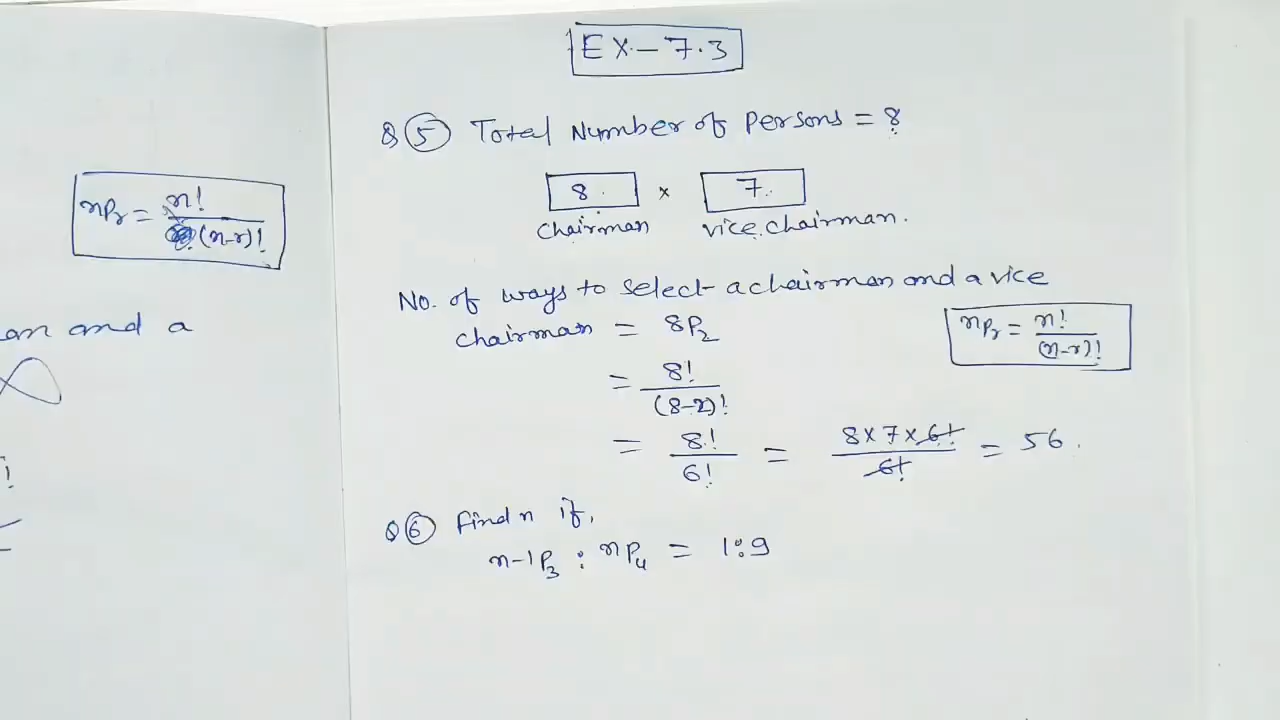 nPr = n! / (n-r)!
an and a
!
EX-7.3
Q 5 Total Number of Persons = 8
8 × 7
chairman vice chairman.
No. of ways to select a chairman and a vice
chairman = 8P2
nPr = n! / (n-r)!
= 8! / (8-2)!
= 8! / 6! = 8×7×6! / 6! = 56.
Q 6 Find n if,
n-1P3 : nP4 = 1:9